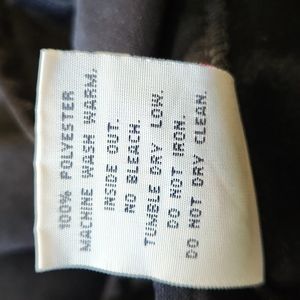 100% POLYESTER
MACHINE WASH WARM,
INSIDE OUT.
NO BLEACH.
TUMBLE DRY LOW.
DO NOT IRON.
DO NOT DRY CLEAN.